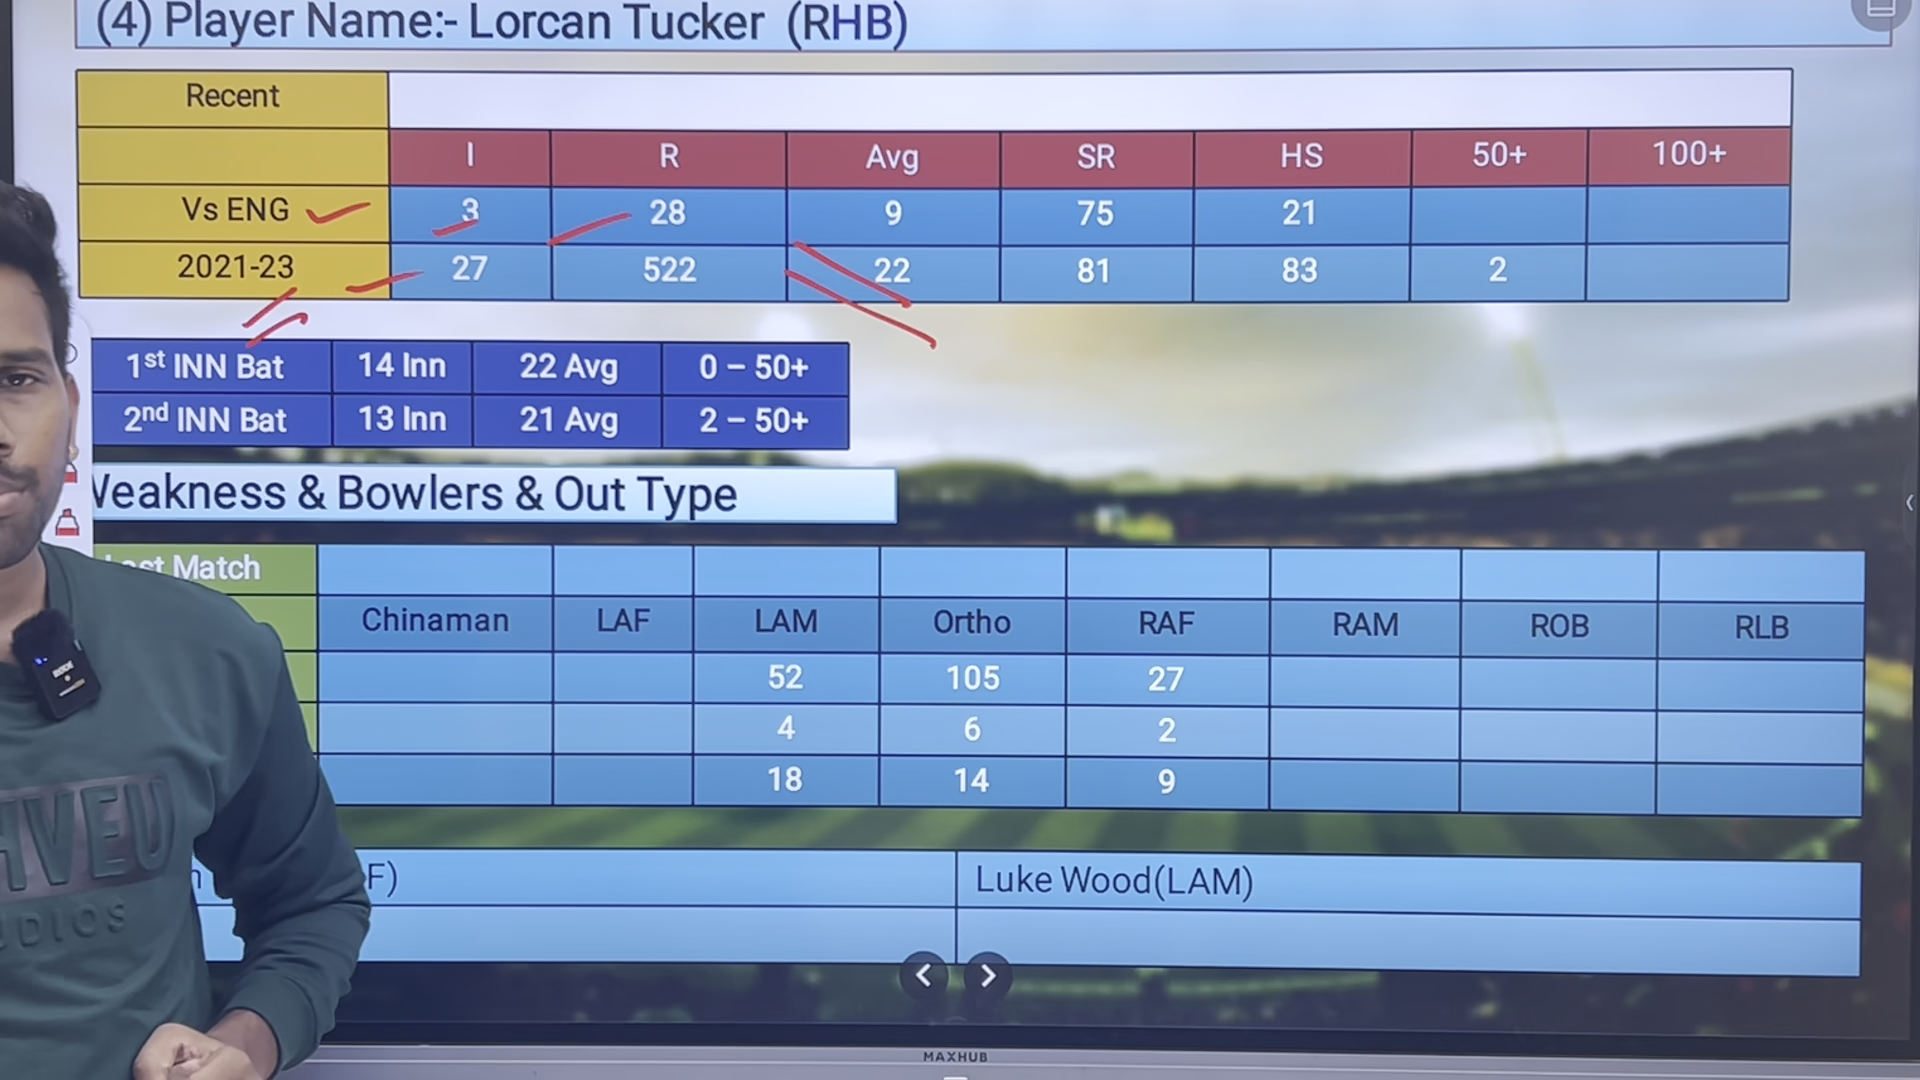 (4) Player Name:- Lorcan Tucker (RHB)
Recent
I R Avg SR HS 50+ 100+
Vs ENG 3 28 9 75 21
2021-23 27 522 22 81 83 2
1st INN Bat 14 Inn 22 Avg 0 – 50+
2nd INN Bat 13 Inn 21 Avg 2 – 50+
Weakness & Bowlers & Out Type
Last Match
Chinaman LAF LAM Ortho RAF RAM ROB RLB
52 105 27
4 6 2
18 14 9
F) Luke Wood(LAM)
RODE
HVEU
UDIOS
MAXHUB